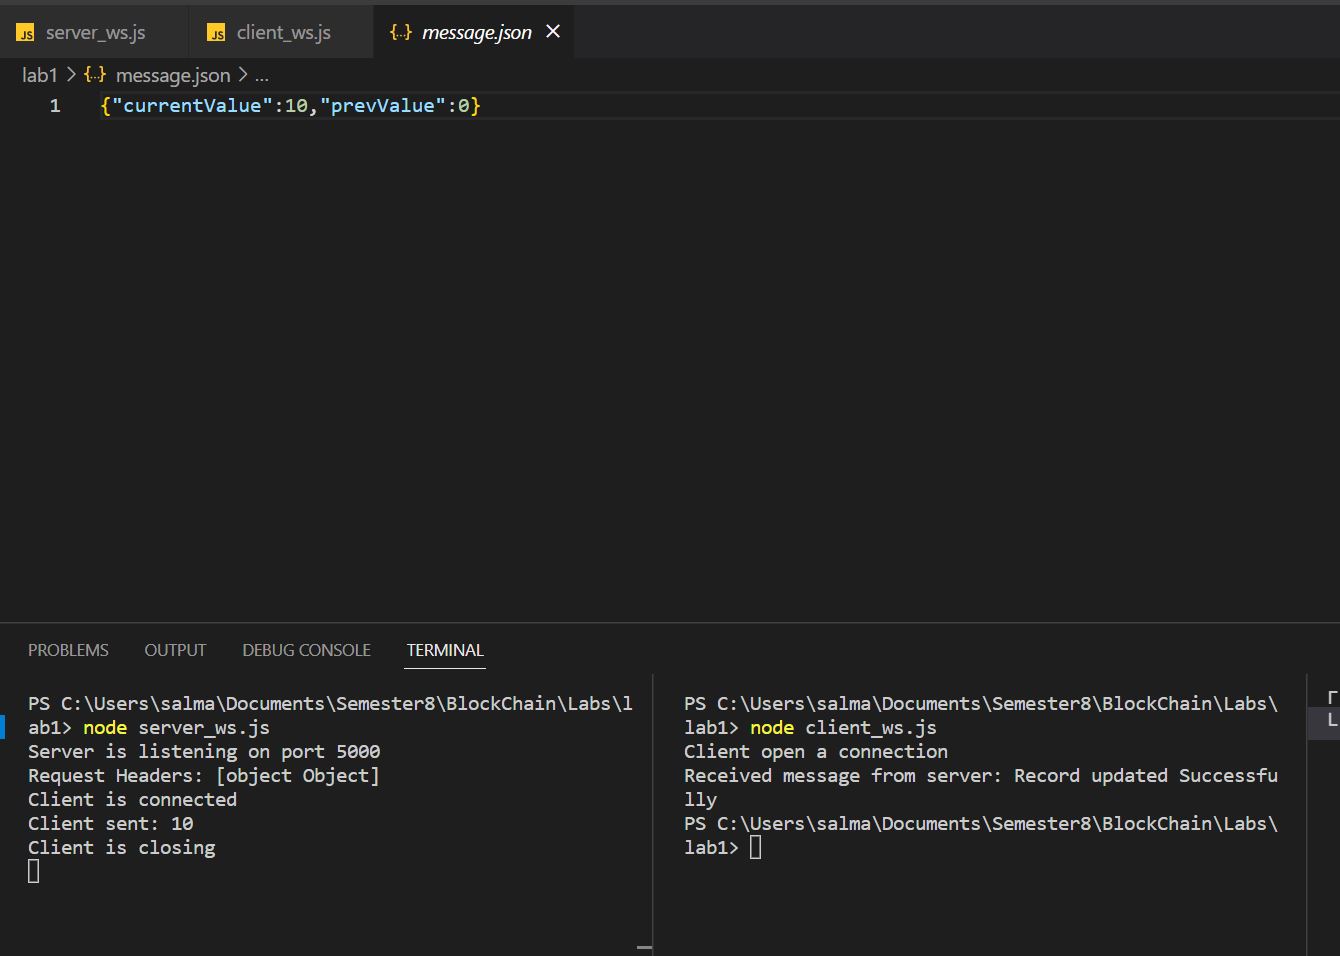 JS server_ws.js JS client_ws.js {..} message.json ×
lab1 > {..} message.json > ...
1 {"currentValue":10,"prevValue":0}
PROBLEMS OUTPUT DEBUG CONSOLE TERMINAL
PS C:\Users\salma\Documents\Semester8\BlockChain\Labs\l
ab1> node server_ws.js
Server is listening on port 5000
Request Headers: [object Object]
Client is connected
Client sent: 10
Client is closing
PS C:\Users\salma\Documents\Semester8\BlockChain\Labs\
lab1> node client_ws.js
Client open a connection
Received message from server: Record updated Successfu
lly
PS C:\Users\salma\Documents\Semester8\BlockChain\Labs\
lab1>